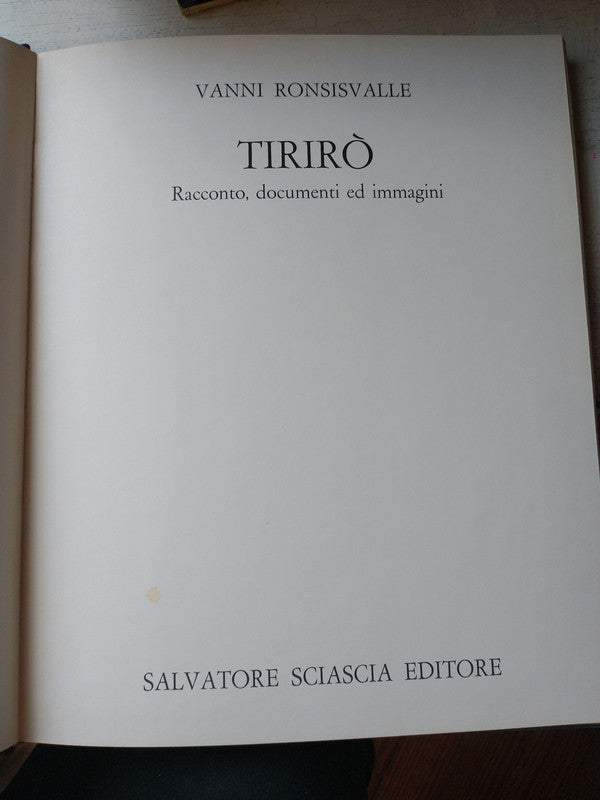 VANNI RONSISVALLE
TIRIRÒ
Racconto, documenti ed immagini
SALVATORE SCIASCIA EDITORE